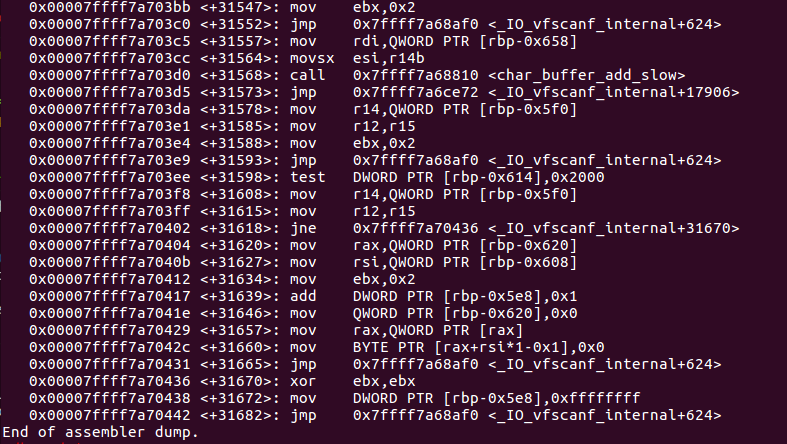 0x00007ffff7a703bb <+31547>: mov    ebx,0x2
0x00007ffff7a703c0 <+31552>: jmp    0x7ffff7a68af0 <_IO_vfscanf_internal+624>
0x00007ffff7a703c5 <+31557>: mov    rdi,QWORD PTR [rbp-0x658]
0x00007ffff7a703cc <+31564>: movsx  esi,r14b
0x00007ffff7a703d0 <+31568>: call   0x7ffff7a68810 <char_buffer_add_slow>
0x00007ffff7a703d5 <+31573>: jmp    0x7ffff7a6ce72 <_IO_vfscanf_internal+17906>
0x00007ffff7a703da <+31578>: mov    r14,QWORD PTR [rbp-0x5f0]
0x00007ffff7a703e1 <+31585>: mov    r12,r15
0x00007ffff7a703e4 <+31588>: mov    ebx,0x2
0x00007ffff7a703e9 <+31593>: jmp    0x7ffff7a68af0 <_IO_vfscanf_internal+624>
0x00007ffff7a703ee <+31598>: test   DWORD PTR [rbp-0x614],0x2000
0x00007ffff7a703f8 <+31608>: mov    r14,QWORD PTR [rbp-0x5f0]
0x00007ffff7a703ff <+31615>: mov    r12,r15
0x00007ffff7a70402 <+31618>: jne    0x7ffff7a70436 <_IO_vfscanf_internal+31670>
0x00007ffff7a70404 <+31620>: mov    rax,QWORD PTR [rbp-0x620]
0x00007ffff7a7040b <+31627>: mov    rsi,QWORD PTR [rbp-0x608]
0x00007ffff7a70412 <+31634>: mov    ebx,0x2
0x00007ffff7a70417 <+31639>: add    DWORD PTR [rbp-0x5e8],0x1
0x00007ffff7a7041e <+31646>: mov    QWORD PTR [rbp-0x620],0x0
0x00007ffff7a70429 <+31657>: mov    rax,QWORD PTR [rax]
0x00007ffff7a7042c <+31660>: mov    BYTE PTR [rax+rsi*1-0x1],0x0
0x00007ffff7a70431 <+31665>: jmp    0x7ffff7a68af0 <_IO_vfscanf_internal+624>
0x00007ffff7a70436 <+31670>: xor    ebx,ebx
0x00007ffff7a70438 <+31672>: mov    DWORD PTR [rbp-0x5e8],0xffffffff
0x00007ffff7a70442 <+31682>: jmp    0x7ffff7a68af0 <_IO_vfscanf_internal+624>
End of assembler dump.